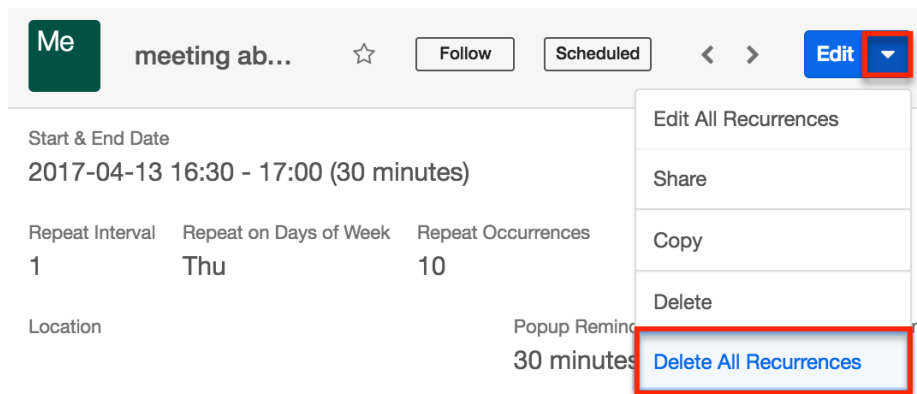 Me
meeting ab...
Follow
Scheduled
Edit
Edit All Recurrences
Start & End Date
2017-04-13 16:30 - 17:00 (30 minutes)
Share
Repeat Interval Repeat on Days of Week Repeat Occurrences
Copy
1 Thu 10
Delete
Location Popup
30 minutes
Delete All Recurrences